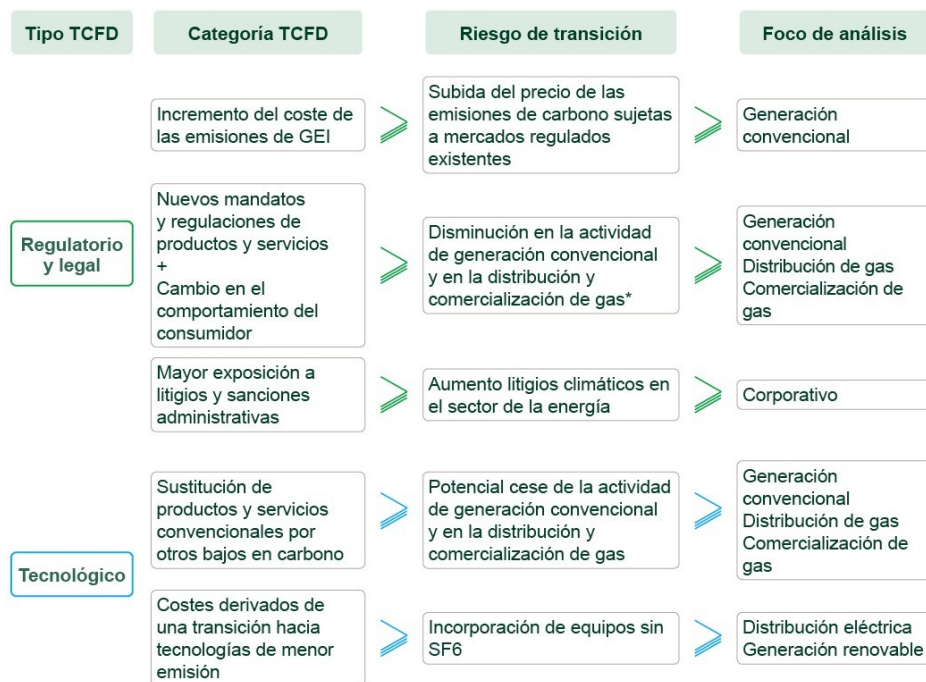 Tipo TCFD
Categoría TCFD
Riesgo de transición
Foco de análisis
Regulatorio
y legal
Incremento del coste de
las emisiones de GEI
Subida del precio de las
emisiones de carbono sujetas
a mercados regulados
existentes
Generación
convencional
Nuevos mandatos
y regulaciones de
productos y servicios
+
Cambio en el
comportamiento del
consumidor
Disminución en la actividad
de generación convencional
y en la distribución y
comercialización de gas*
Generación
convencional
Distribución de gas
Comercialización de
gas
Mayor exposición a
litigios y sanciones
administrativas
Aumento litigios climáticos en
el sector de la energía
Corporativo
Tecnológico
Sustitución de
productos y servicios
convencionales por
otros bajos en carbono
Potencial cese de la actividad
de generación convencional
y en la distribución y
comercialización de gas
Generación
convencional
Distribución de gas
Comercialización de
gas
Costes derivados de
una transición hacia
tecnologías de menor
emisión
Incorporación de equipos sin
SF6
Distribución eléctrica
Generación renovable